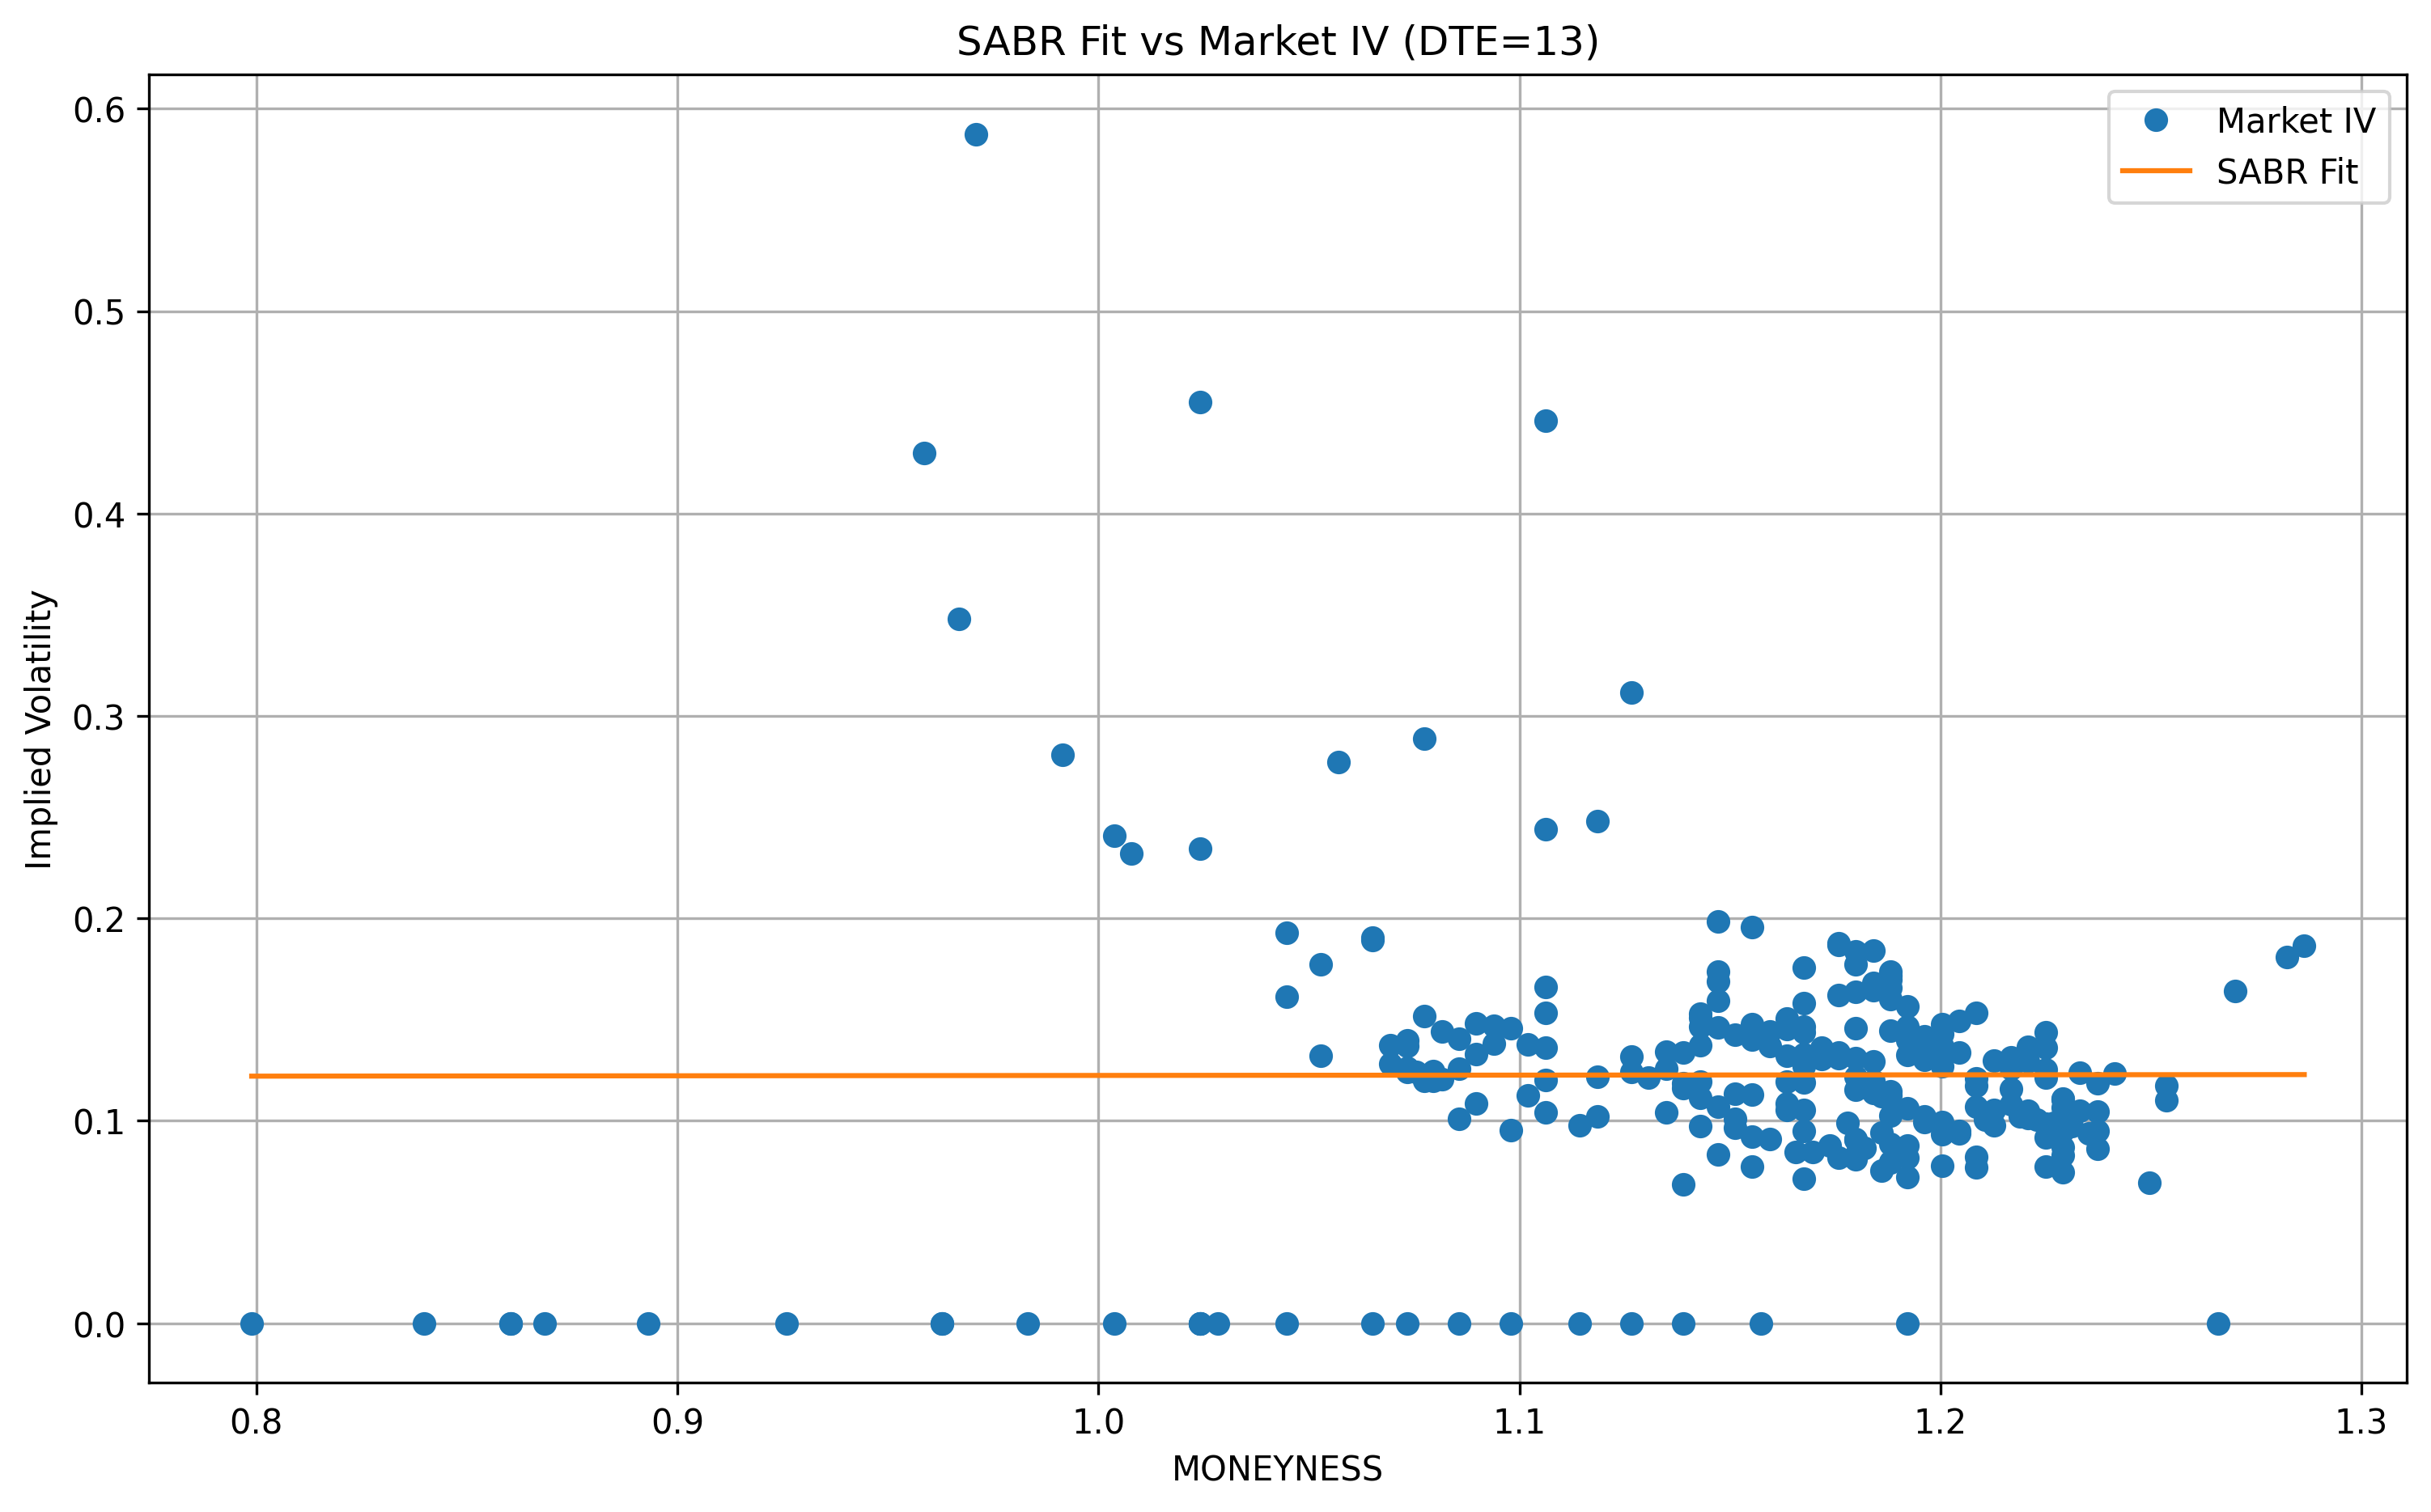 SABR Fit vs Market IV (DTE=13)
Market IV
SABR Fit
Implied Volatility
0.6
0.5
0.4
0.3
0.2
0.1
0.0
0.8 0.9 1.0 1.1 1.2 1.3
MONEYNESS